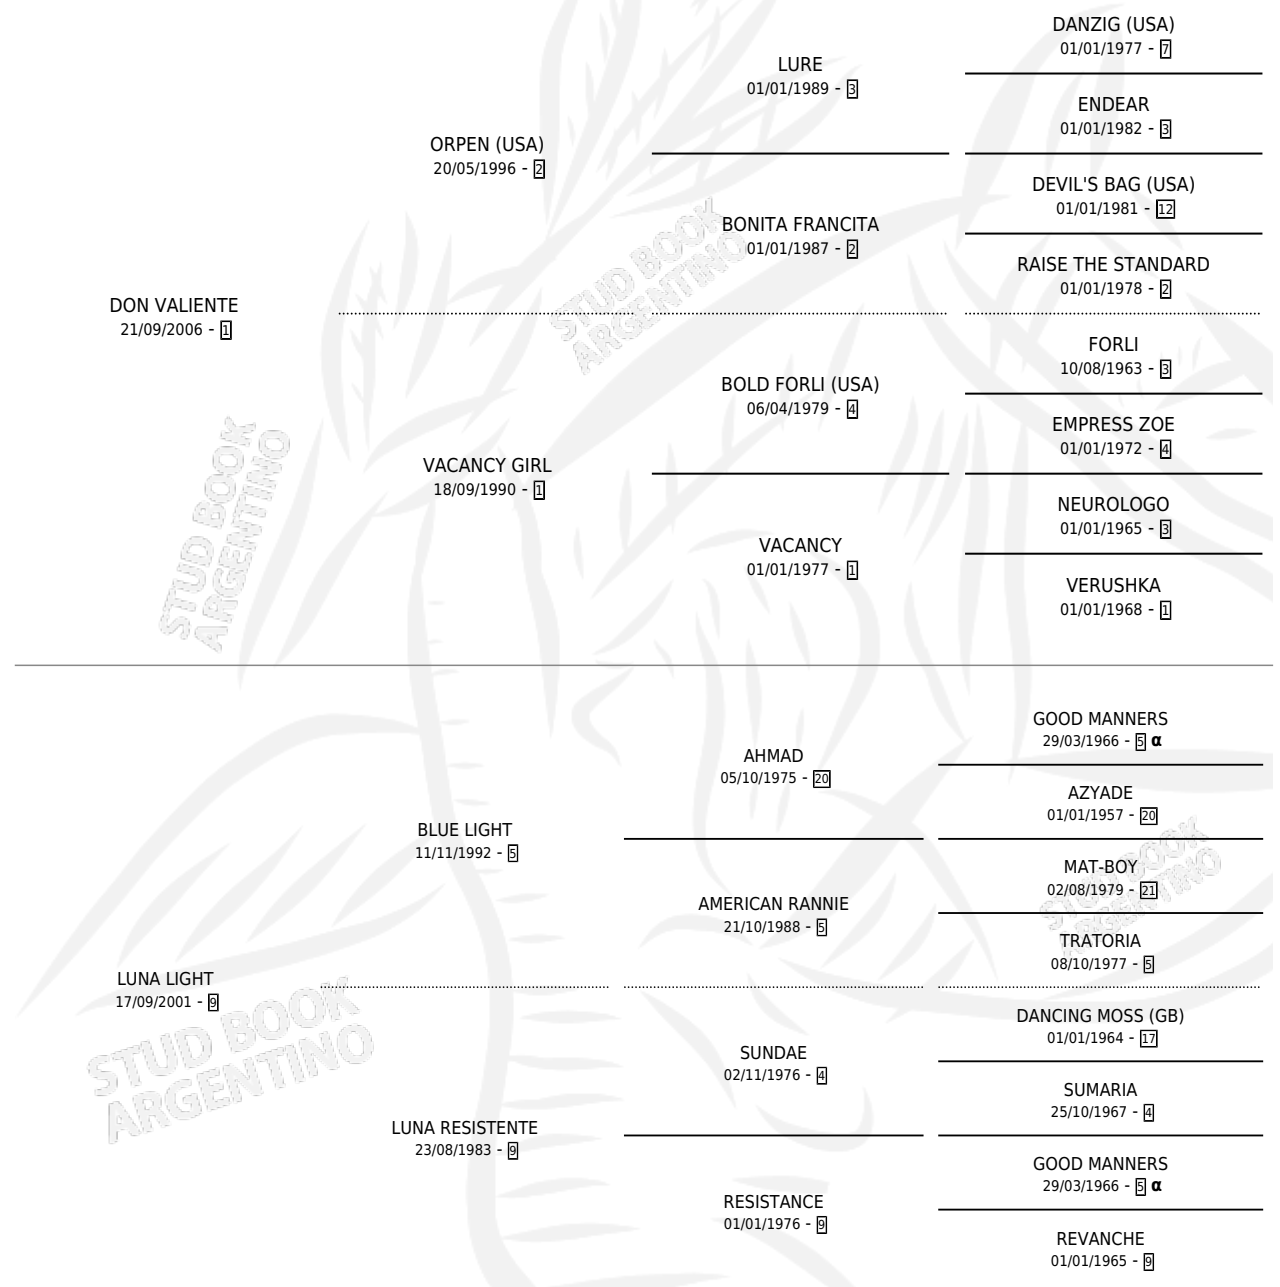 DANZIG (USA)
01/01/1977 - 7
LURE
01/01/1989 - 3
ENDEAR
01/01/1982 - 3
ORPEN (USA)
20/05/1996 - 2
DEVIL'S BAG (USA)
01/01/1981 - 12
BONITA FRANCITA
01/01/1987 - 2
RAISE THE STANDARD
01/01/1978 - 2
DON VALIENTE
21/09/2006 - 1
FORLI
10/08/1963 - 3
BOLD FORLI (USA)
06/04/1979 - 4
EMPRESS ZOE
01/01/1972 - 4
VACANCY GIRL
18/09/1990 - 1
NEUROLOGO
01/01/1965 - 3
VACANCY
01/01/1977 - 1
VERUSHKA
01/01/1968 - 1
GOOD MANNERS
29/03/1966 - 5 α
AHMAD
05/10/1975 - 20
AZYADE
01/01/1957 - 20
BLUE LIGHT
11/11/1992 - 5
MAT-BOY
02/08/1979 - 21
AMERICAN RANNIE
21/10/1988 - 5
TRATORIA
08/10/1977 - 5
LUNA LIGHT
17/09/2001 - 9
DANCING MOSS (GB)
01/01/1964 - 17
SUNDAE
02/11/1976 - 4
SUMARIA
25/10/1967 - 4
LUNA RESISTENTE
23/08/1983 - 9
GOOD MANNERS
29/03/1966 - 5 α
RESISTANCE
01/01/1976 - 9
REVANCHE
01/01/1965 - 9
STUD BOOK
ARGENTINO
STUD BOOK
ARGENTINO
STUD BOOK
ARGENTINO
STUD BOOK
ARGENTINO